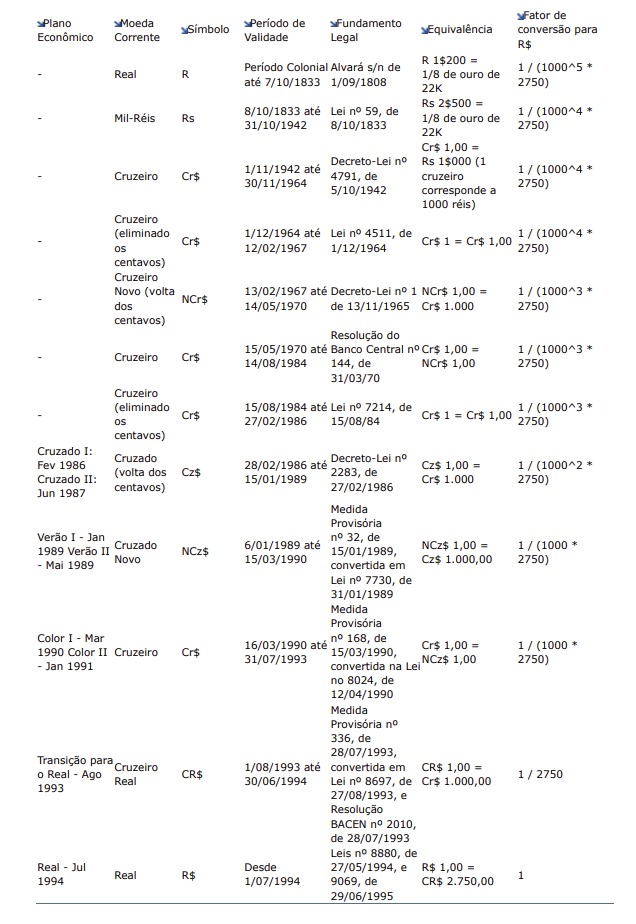 Plano Econômico | Moeda Corrente | Símbolo | Período de Validade | Fundamento Legal | Equivalência | Fator de conversão para R$
- | Real | R | Período Colonial até 7/10/1833 | Alvará s/n de 1/09/1808 | R 1$200 = 1/8 de ouro de 22K | 1 / (1000^5 * 2750)
- | Mil-Réis | Rs | 8/10/1833 até 31/10/1942 | Lei nº 59, de 8/10/1833 | Rs 2$500 = 1/8 de ouro de 22K | 1 / (1000^4 * 2750)
- | Cruzeiro | Cr$ | 1/11/1942 até 30/11/1964 | Decreto-Lei nº 4791, de 5/10/1942 | Cr$ 1,00 = Rs 1$000 (1 cruzeiro corresponde a 1000 réis) | 1 / (1000^4 * 2750)
- | Cruzeiro (eliminado os centavos) | Cr$ | 1/12/1964 até 12/02/1967 | Lei nº 4511, de 1/12/1964 | Cr$ 1 = Cr$ 1,00 | 1 / (1000^4 * 2750)
- | Cruzeiro Novo (volta dos centavos) | NCr$ | 13/02/1967 até 14/05/1970 | Decreto-Lei nº 1 de 13/11/1965 | NCr$ 1,00 = Cr$ 1.000 | 1 / (1000^3 * 2750)
- | Cruzeiro | Cr$ | 15/05/1970 até 14/08/1984 | Resolução do Banco Central nº 144, de 31/03/70 | Cr$ 1,00 = NCr$ 1,00 | 1 / (1000^3 * 2750)
- | Cruzeiro (eliminado os centavos) | Cr$ | 15/08/1984 até 27/02/1986 | Lei nº 7214, de 15/08/84 | Cr$ 1 = Cr$ 1,00 | 1 / (1000^3 * 2750)
Cruzado I: Fev 1986 Cruzado II: Jun 1987 | Cruzado (volta dos centavos) | Cz$ | 28/02/1986 até 15/01/1989 | Decreto-Lei nº 2283, de 27/02/1986 | Cz$ 1,00 = Cr$ 1.000 | 1 / (1000^2 * 2750)
Verão I - Jan 1989 Verão II - Mai 1989 | Cruzado Novo | NCz$ | 6/01/1989 até 15/03/1990 | Medida Provisória nº 32, de 15/01/1989, convertida em Lei nº 7730, de 31/01/1989 | NCz$ 1,00 = Cz$ 1.000,00 | 1 / (1000 * 2750)
Color I - Mar 1990 Color II - Jan 1991 | Cruzeiro | Cr$ | 16/03/1990 até 31/07/1993 | Medida Provisória nº 168, de 15/03/1990, convertida na Lei no 8024, de 12/04/1990 | Cr$ 1,00 = NCz$ 1,00 | 1 / (1000 * 2750)
Transição para o Real - Ago 1993 | Cruzeiro Real | CR$ | 1/08/1993 até 30/06/1994 | Medida Provisória nº 336, de 28/07/1993, convertida em Lei nº 8697, de 27/08/1993, e Resolução BACEN nº 2010, de 28/07/1993 | CR$ 1,00 = Cr$ 1.000,00 | 1 / 2750
Real - Jul 1994 | Real | R$ | Desde 1/07/1994 | Leis nº 8880, de 27/05/1994, e 9069, de 29/06/1995 | R$ 1,00 = CR$ 2.750,00 | 1